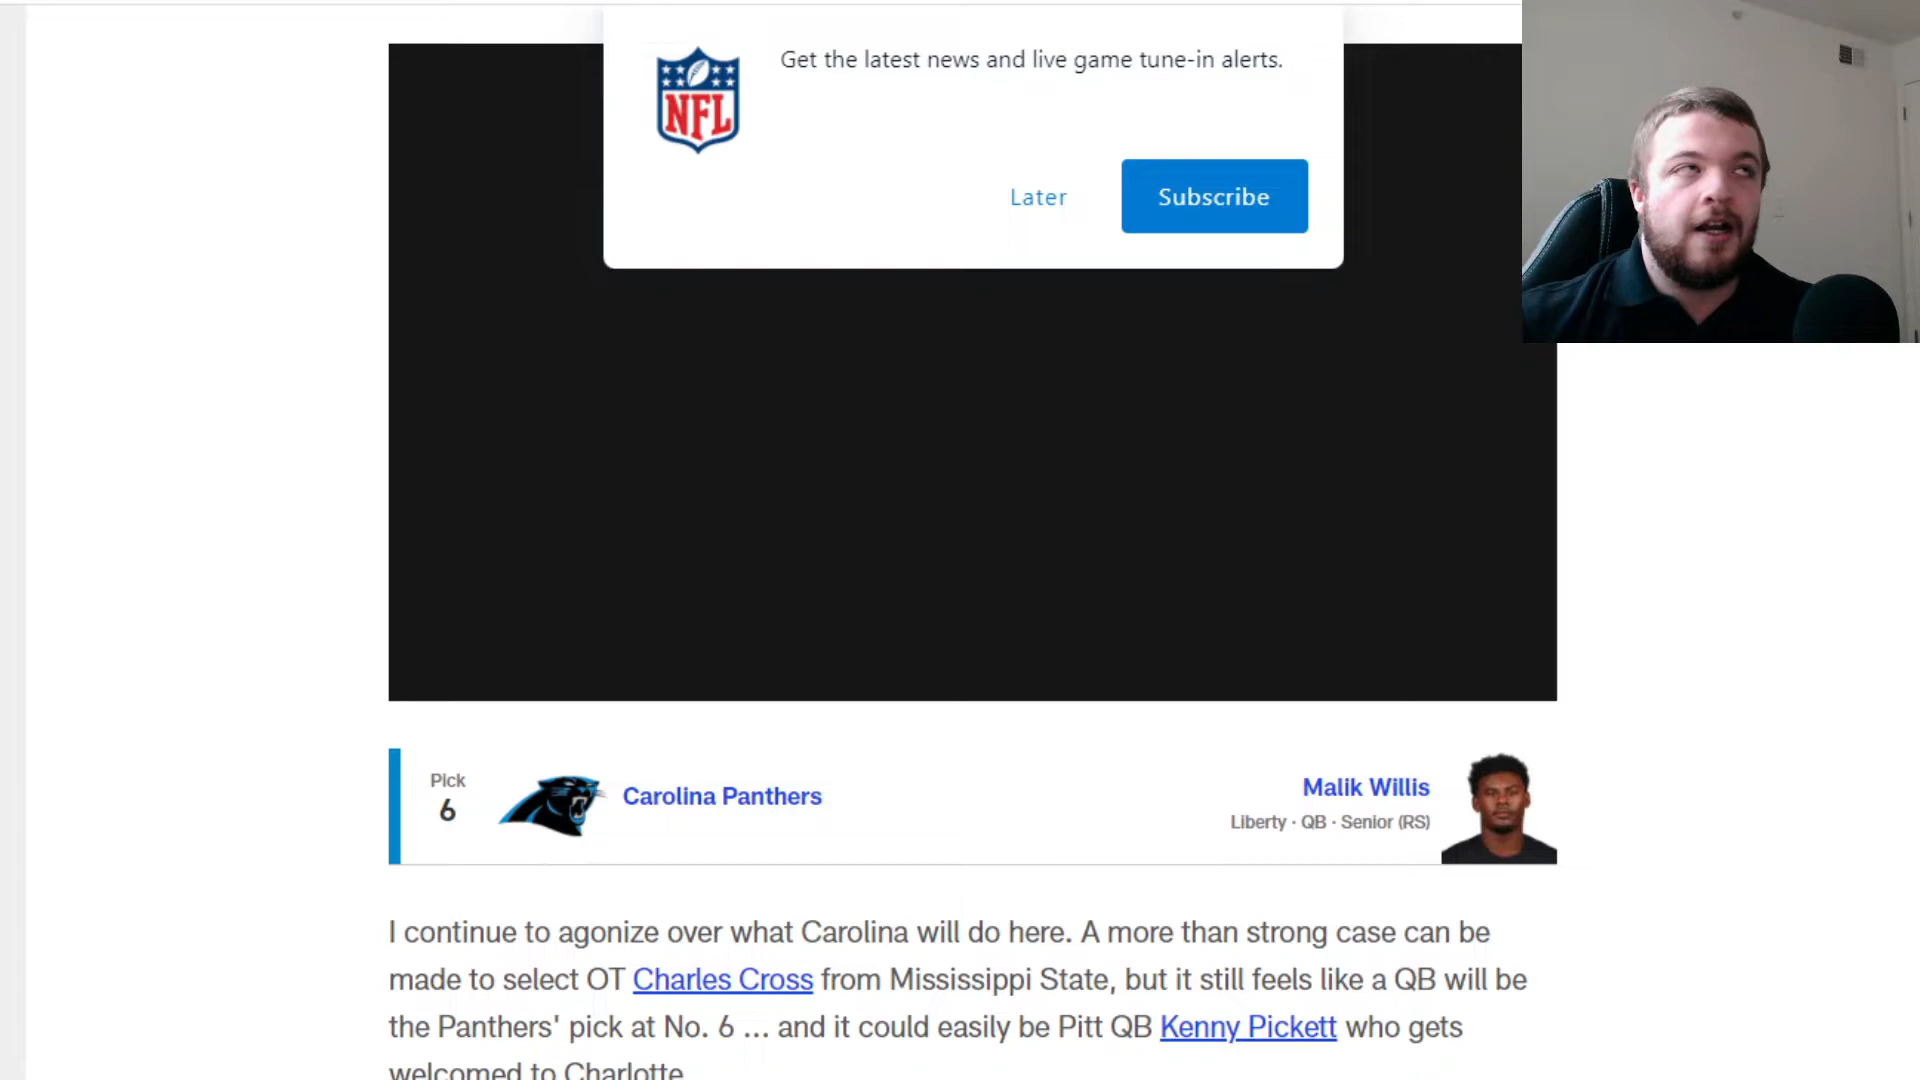 Get the latest news and live game tune-in alerts.
NFL
Later
Subscribe
Pick
6
Carolina Panthers
Malik Willis
Liberty · QB · Senior (RS)
I continue to agonize over what Carolina will do here. A more than strong case can be
made to select OT Charles Cross from Mississippi State, but it still feels like a QB will be
the Panthers' pick at No. 6 ... and it could easily be Pitt QB Kenny Pickett who gets
welcomed to Charlotte.